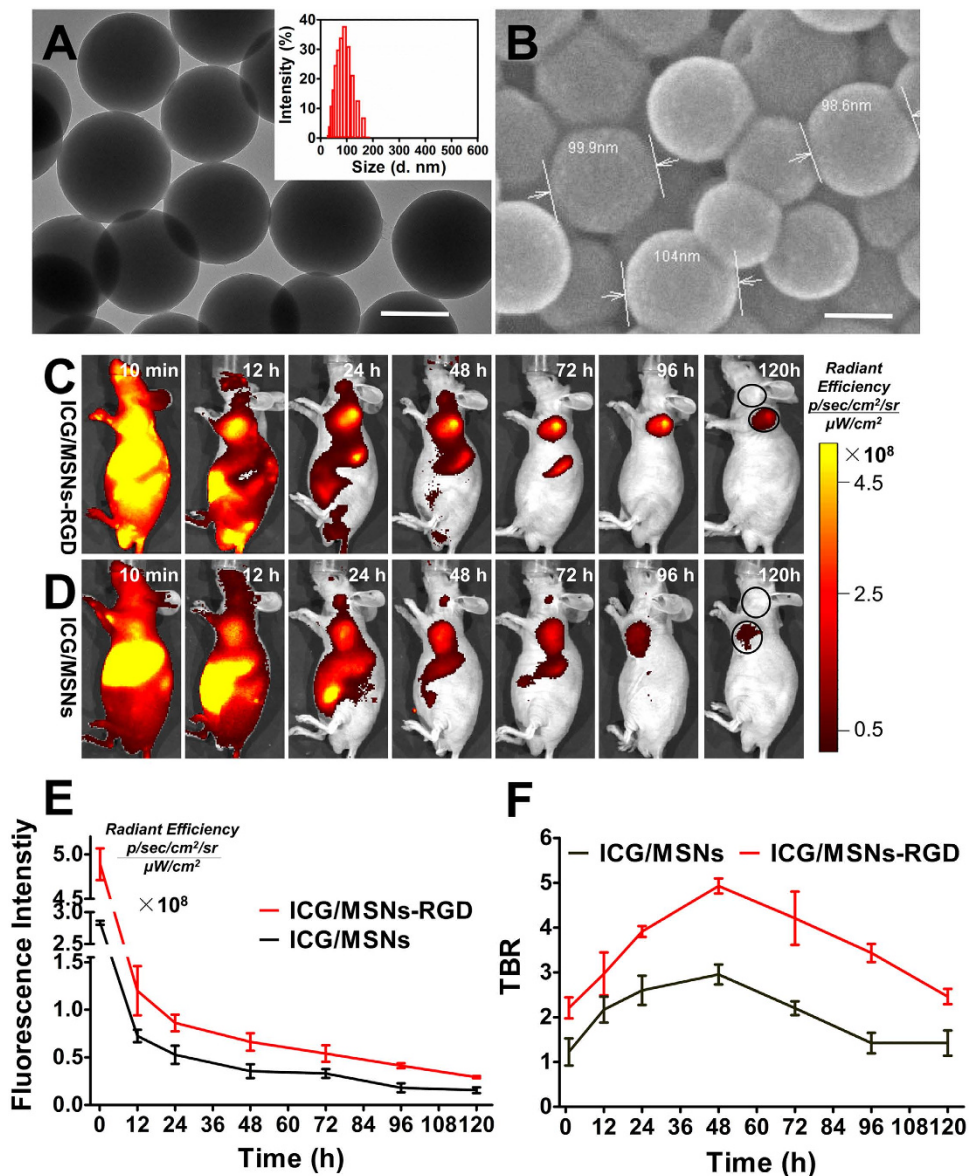 A
Intensity (%)
40
30
20
10
0
0 100 200 300 400 500 600
Size (d. nm)
B
99.9nm
98.6nm
104nm
C
ICG/MSNs-RGD
10 min
12 h
24 h
48 h
72 h
96 h
120h
D
ICG/MSNs
10 min
12 h
24 h
48 h
72 h
96 h
120h
Radiant
Efficiency
p/sec/cm²/sr
µW/cm²
×10⁸
4.5
2.5
0.5
E
Radiant Efficiency
p/sec/cm²/sr
µW/cm²
×10⁸
Fluorescence Intenstiy
5.0
4.5
3.0
2.5
1.5
1.0
0.5
0.0
ICG/MSNs-RGD
ICG/MSNs
0 12 24 36 48 60 72 84 96 108 120
Time (h)
F
ICG/MSNs
ICG/MSNs-RGD
TBR
6
5
4
3
2
1
0
0 12 24 36 48 60 72 84 96 108 120
Time (h)